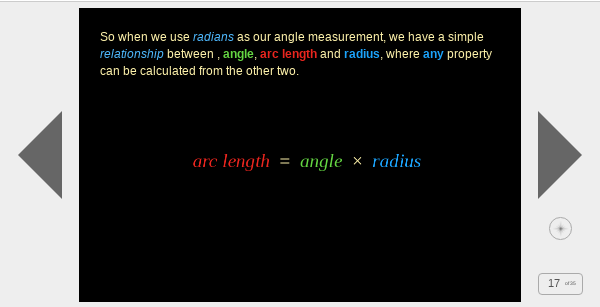 So when we use radians as our angle measurement, we have a simple
relationship between , angle, arc length and radius, where any property
can be calculated from the other two.
arc length = angle × radius
17 of 35